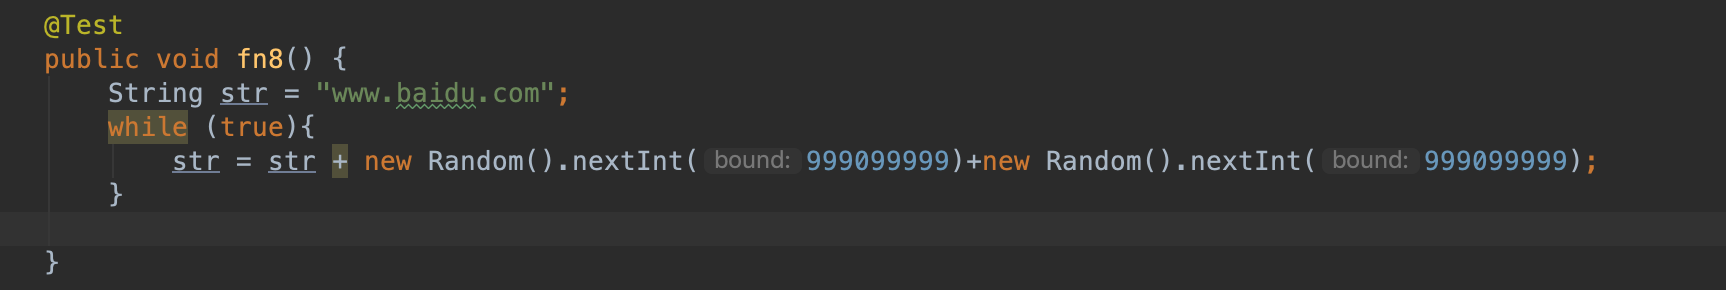 @Test
public void fn8() {
String str = "www.baidu.com";
while (true){
str = str + new Random().nextInt( bound: 999099999)+new Random().nextInt( bound: 999099999);
}
}